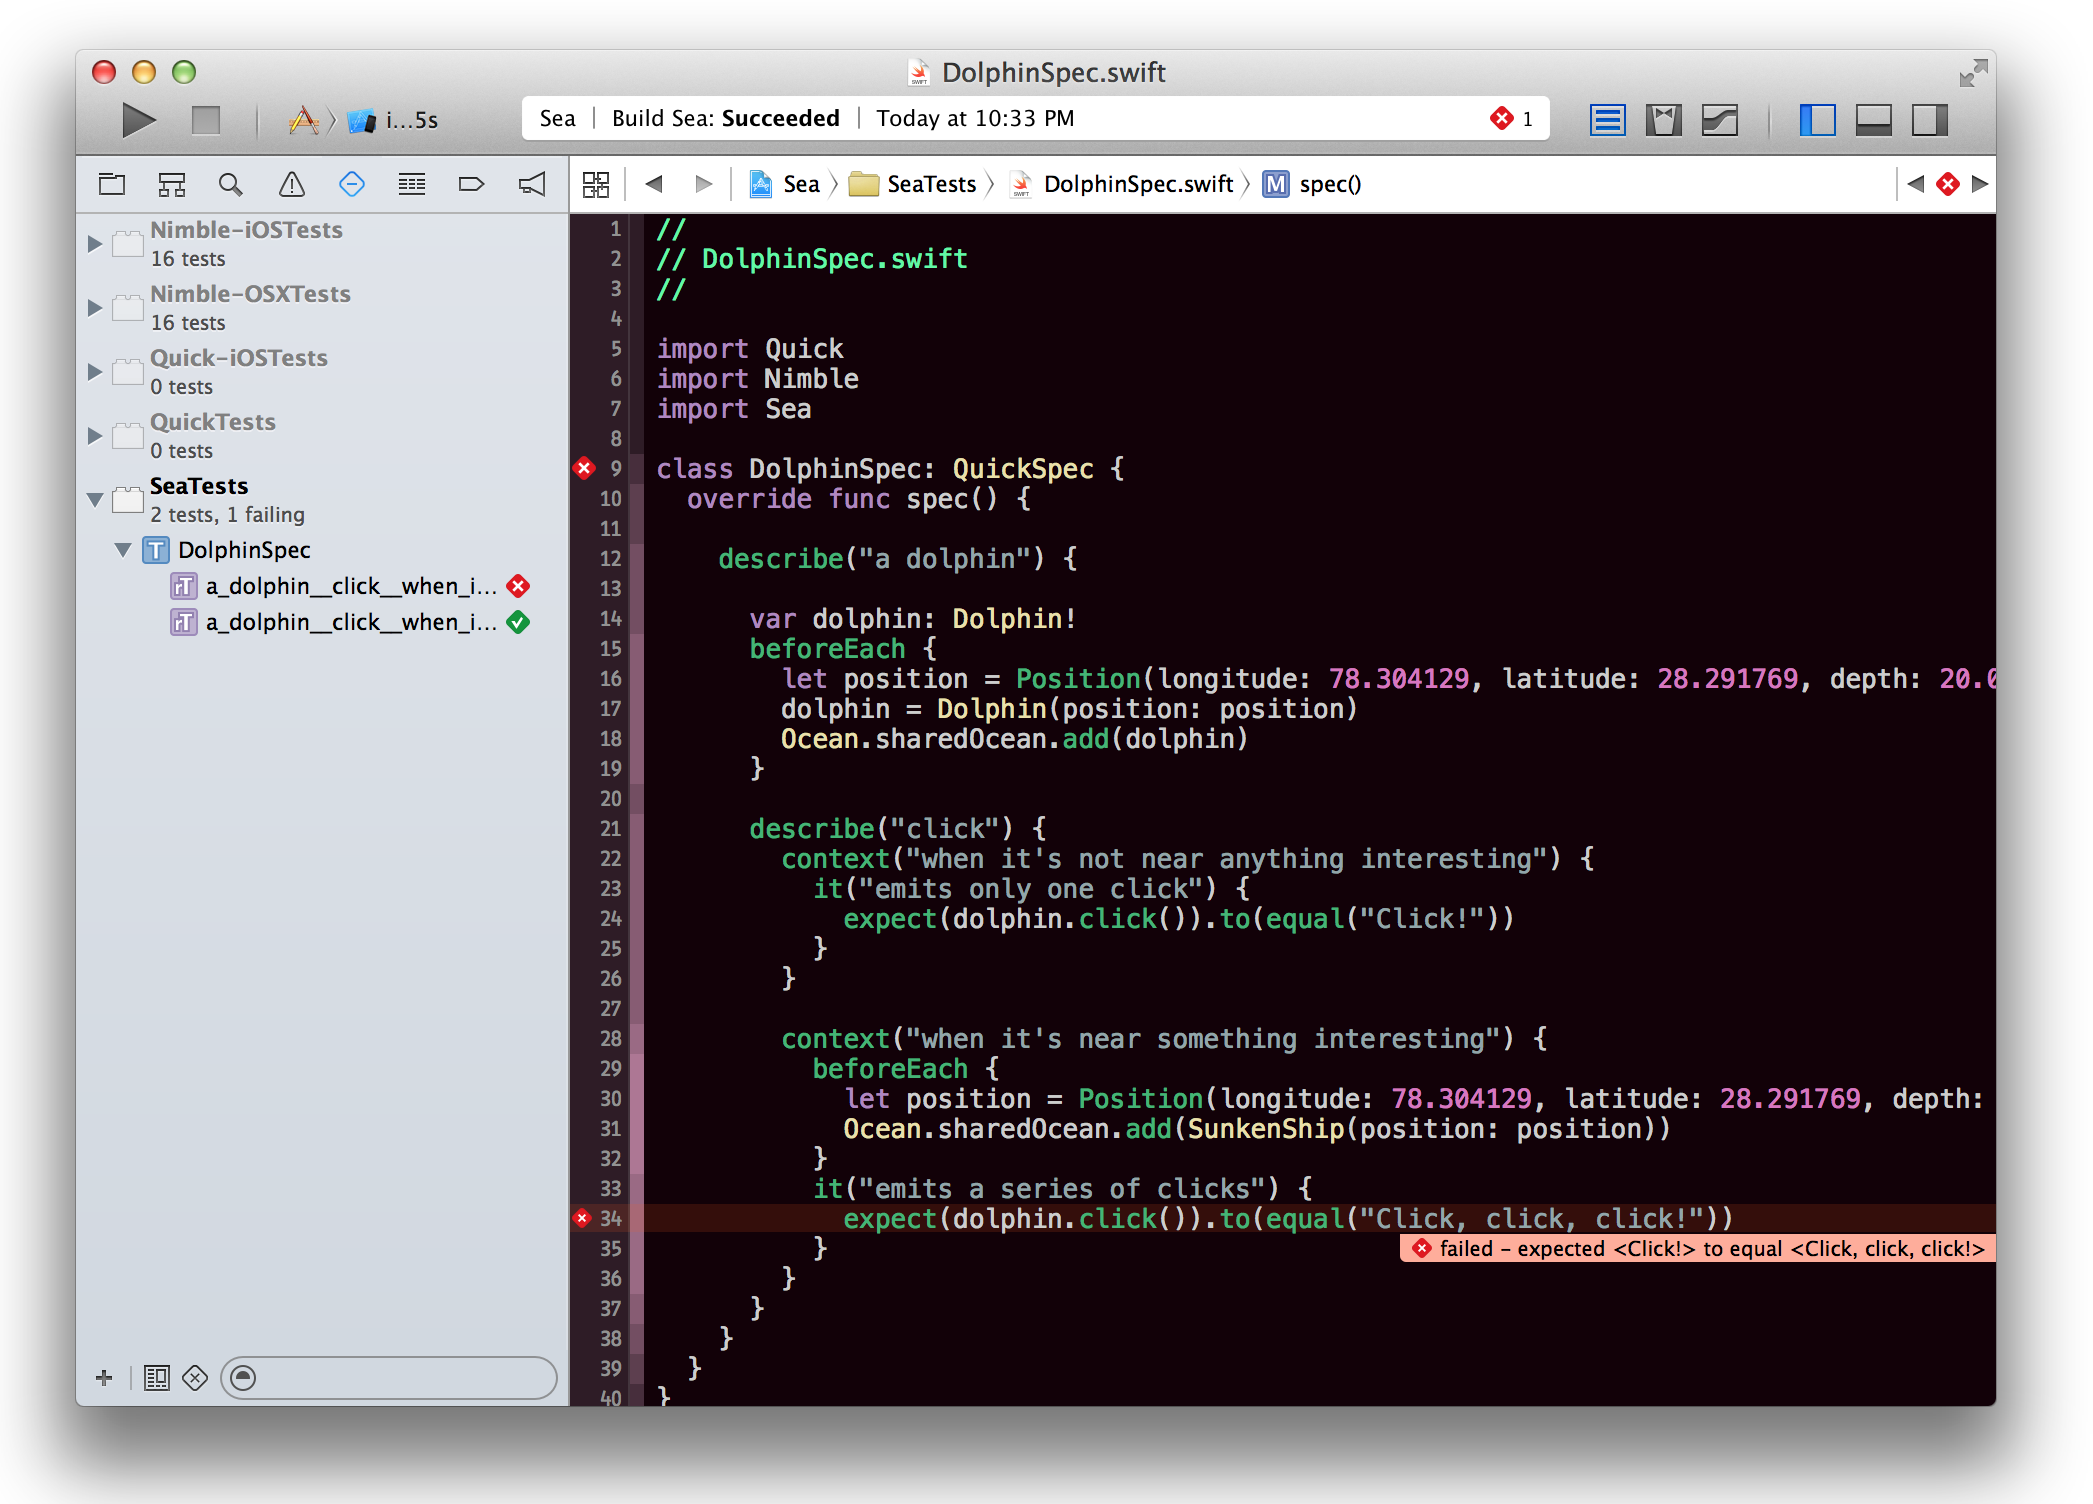 DolphinSpec.swift
i...5s
Sea | Build Sea: Succeeded | Today at 10:33 PM
1
Sea
SeaTests
DolphinSpec.swift
M spec()
Nimble-iOSTests
16 tests
Nimble-OSXTests
16 tests
Quick-iOSTests
0 tests
QuickTests
0 tests
SeaTests
2 tests, 1 failing
T DolphinSpec
a_dolphin__click__when_i...
a_dolphin__click__when_i...
1 //
2 // DolphinSpec.swift
3 //
4
5 import Quick
6 import Nimble
7 import Sea
8
9 class DolphinSpec: QuickSpec {
10 override func spec() {
11
12 describe("a dolphin") {
13
14 var dolphin: Dolphin!
15 beforeEach {
16 let position = Position(longitude: 78.304129, latitude: 28.291769, depth: 20.0
17 dolphin = Dolphin(position: position)
18 Ocean.sharedOcean.add(dolphin)
19 }
20
21 describe("click") {
22 context("when it's not near anything interesting") {
23 it("emits only one click") {
24 expect(dolphin.click()).to(equal("Click!"))
25 }
26 }
27
28 context("when it's near something interesting") {
29 beforeEach {
30 let position = Position(longitude: 78.304129, latitude: 28.291769, depth:
31 Ocean.sharedOcean.add(SunkenShip(position: position))
32 }
33 it("emits a series of clicks") {
34 expect(dolphin.click()).to(equal("Click, click, click!"))
35 }
failed - expected <Click!> to equal <Click, click, click!>
36 }
37 }
38 }
39 }
40 }